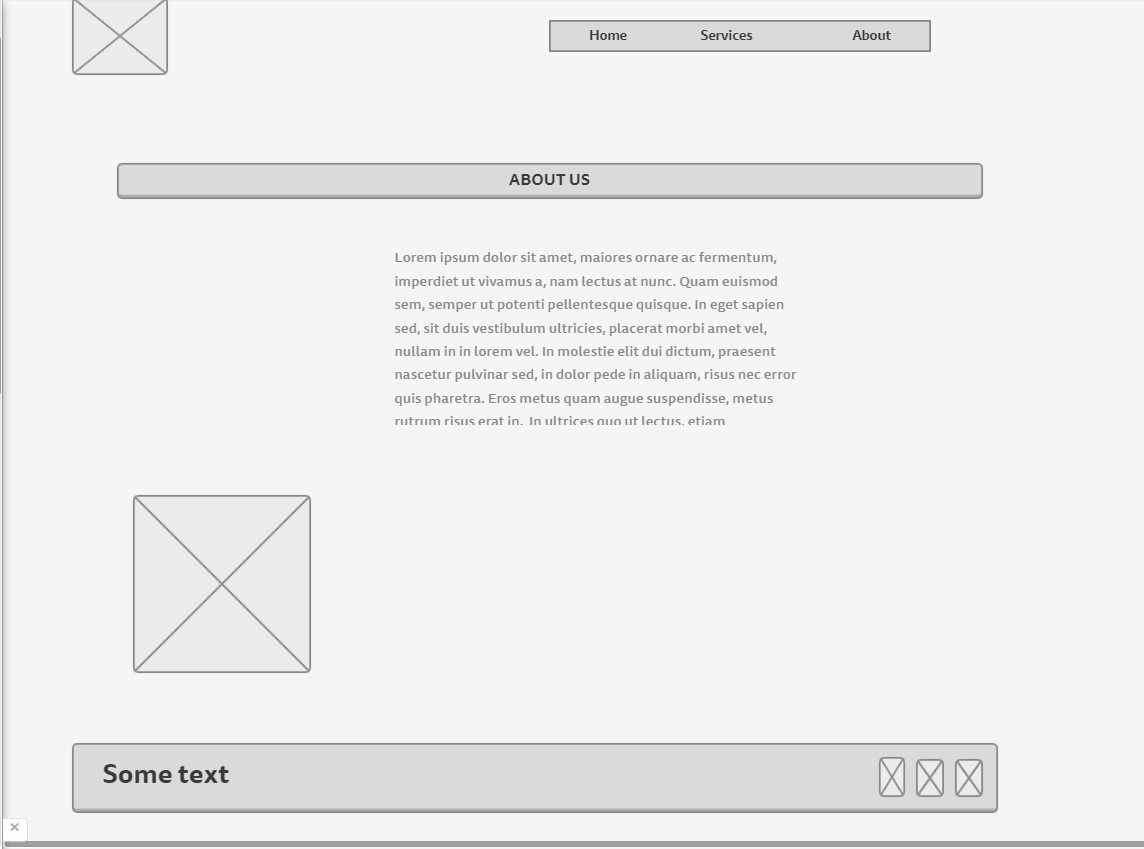 Home Services About
ABOUT US
Lorem ipsum dolor sit amet, maiores ornare ac fermentum,
imperdiet ut vivamus a, nam lectus at nunc. Quam euismod
sem, semper ut potenti pellentesque quisque. In eget sapien
sed, sit duis vestibulum ultricies, placerat morbi amet vel,
nullam in in lorem vel. In molestie elit dui dictum, praesent
nascetur pulvinar sed, in dolor pede in aliquam, risus nec error
quis pharetra. Eros metus quam augue suspendisse, metus
rutrum risus erat in. In ultrices quo ut lectus, etiam
Some text